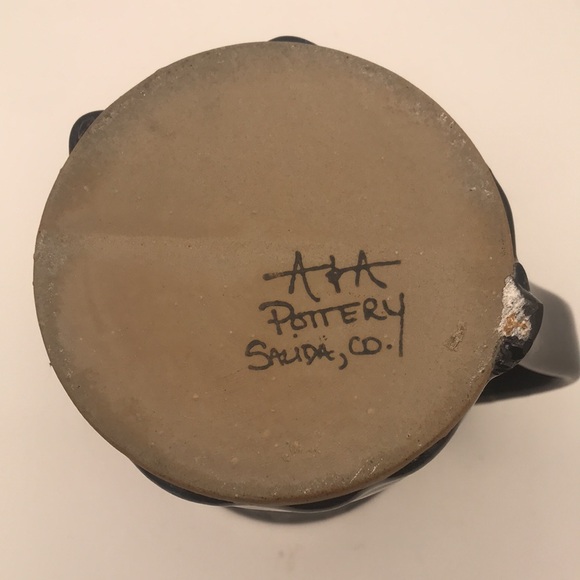 A & A
POTTERY
SALIDA, CO.